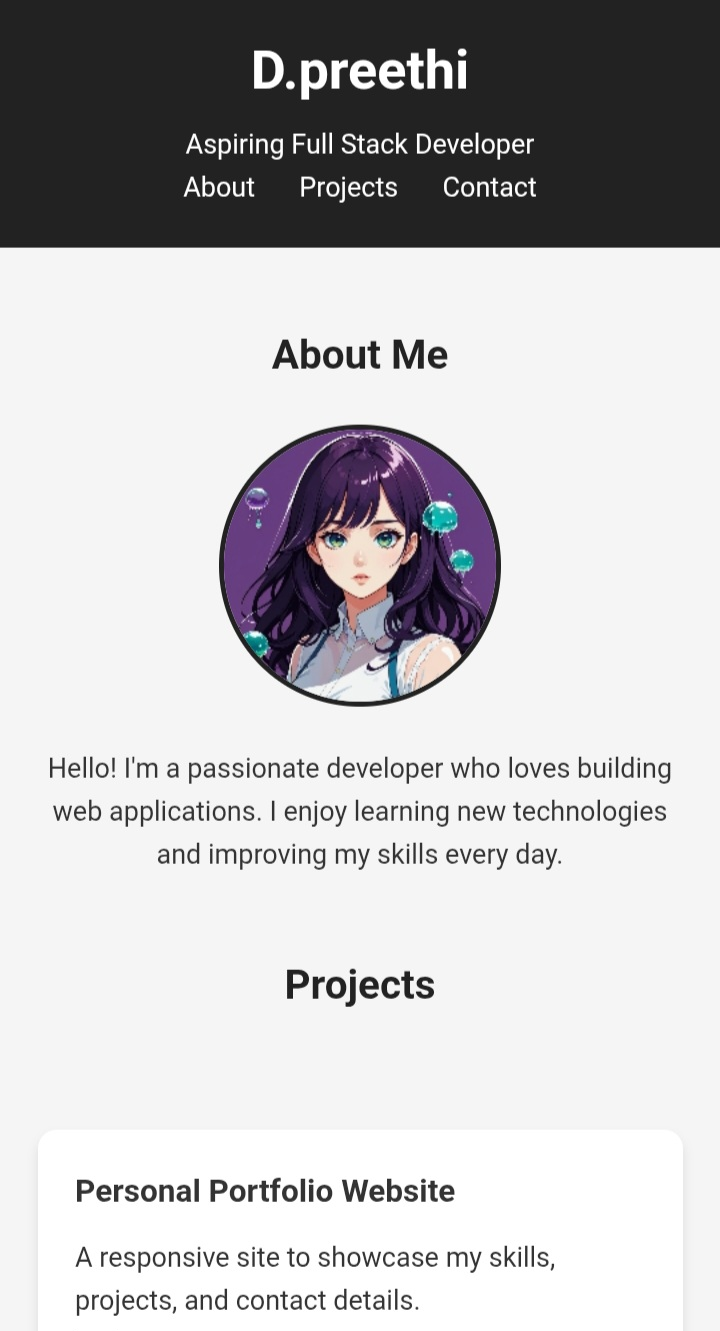 D.preethi
Aspiring Full Stack Developer
About Projects Contact
About Me
Hello! I'm a passionate developer who loves building
web applications. I enjoy learning new technologies
and improving my skills every day.
Projects
Personal Portfolio Website
A responsive site to showcase my skills,
projects, and contact details.